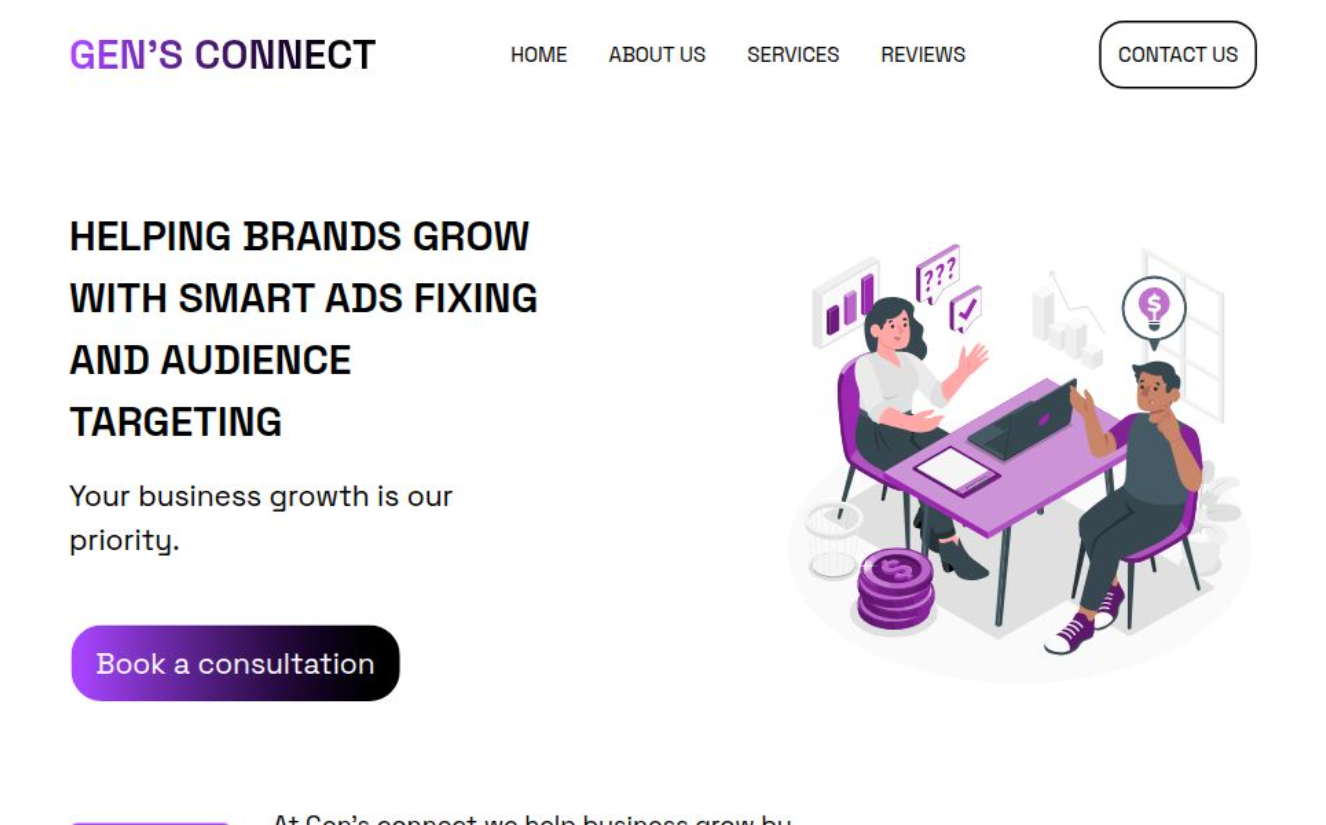 GEN'S CONNECT
HOME
ABOUT US
SERVICES
REVIEWS
CONTACT US
HELPING BRANDS GROW
WITH SMART ADS FIXING
AND AUDIENCE
TARGETING
Your business growth is our
priority.
Book a consultation
???
$
$
At Gen's connect we help business grow by